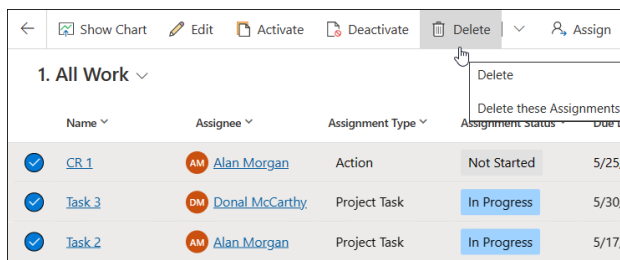 Show Chart Edit Activate Deactivate Delete Assign
1. All Work
Delete
Delete these Assignments
Name Assignee Assignment Type Assignment Status Due
AM
CR 1 Alan Morgan Action Not Started 5/25
DM
Task 3 Donal McCarthy Project Task In Progress 5/30
AM
Task 2 Alan Morgan Project Task In Progress 5/17